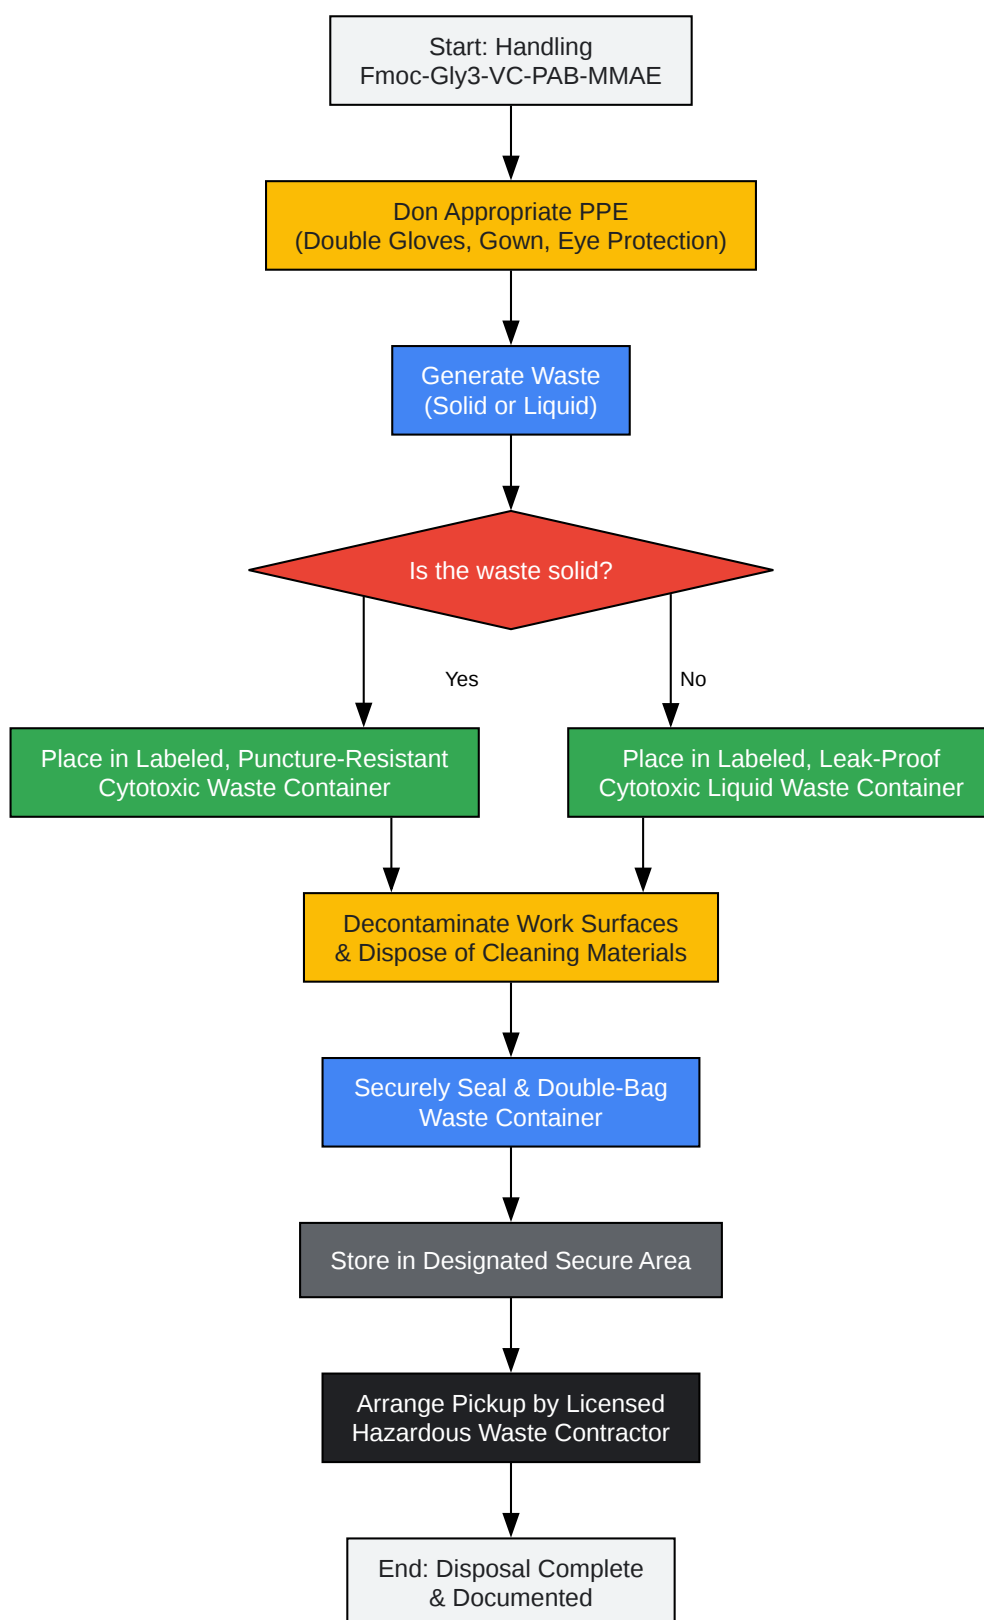 Start: Handling
Fmoc-Gly3-VC-PAB-MMAE
Don Appropriate PPE
(Double Gloves, Gown, Eye Protection)
Generate Waste
(Solid or Liquid)
Is the waste solid?
Yes
No
Place in Labeled, Puncture-Resistant
Cytotoxic Waste Container
Place in Labeled, Leak-Proof
Cytotoxic Liquid Waste Container
Decontaminate Work Surfaces
& Dispose of Cleaning Materials
Securely Seal & Double-Bag
Waste Container
Store in Designated Secure Area
Arrange Pickup by Licensed
Hazardous Waste Contractor
End: Disposal Complete
& Documented